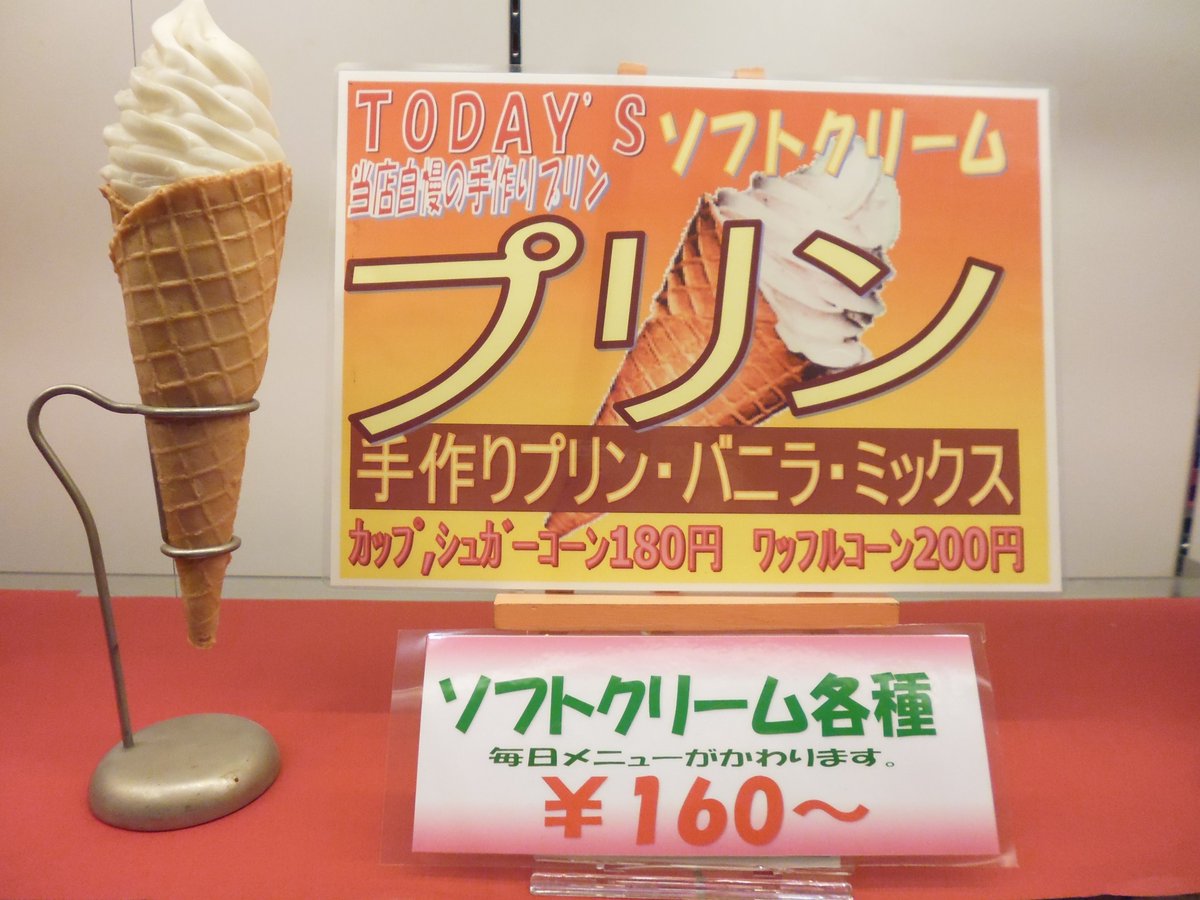 TODAY'S ソフトクリーム
当店自慢の手作りプリン
プリン
手作りプリン・バニラ・ミックス
カップ,シュガーコーン180円 ワッフルコーン200円
ソフトクリーム各種
毎日メニューがかわります。
￥160～